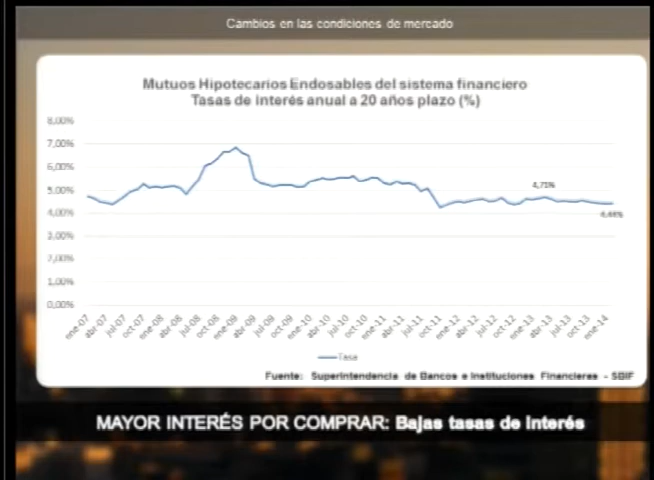 Cambios en las condiciones de mercado
Mutuos Hipotecarios Endosables del sistema financiero
Tasas de interés anual a 20 años plazo (%)
8,00%
7,00%
6,00%
5,00%
4,00%
3,00%
2,00%
1,00%
0,00%
4,71%
4,44%
ene-07
abr-07
jul-07
oct-07
ene-08
abr-08
jul-08
oct-08
ene-09
abr-09
jul-09
oct-09
ene-10
abr-10
jul-10
oct-10
ene-11
abr-11
jul-11
oct-11
ene-12
abr-12
jul-12
oct-12
ene-13
abr-13
jul-13
oct-13
ene-14
Tasa
Fuente: Superintendencia de Bancos e Instituciones Financieras - SBIF
MAYOR INTERÉS POR COMPRAR: Bajas tasas de interés